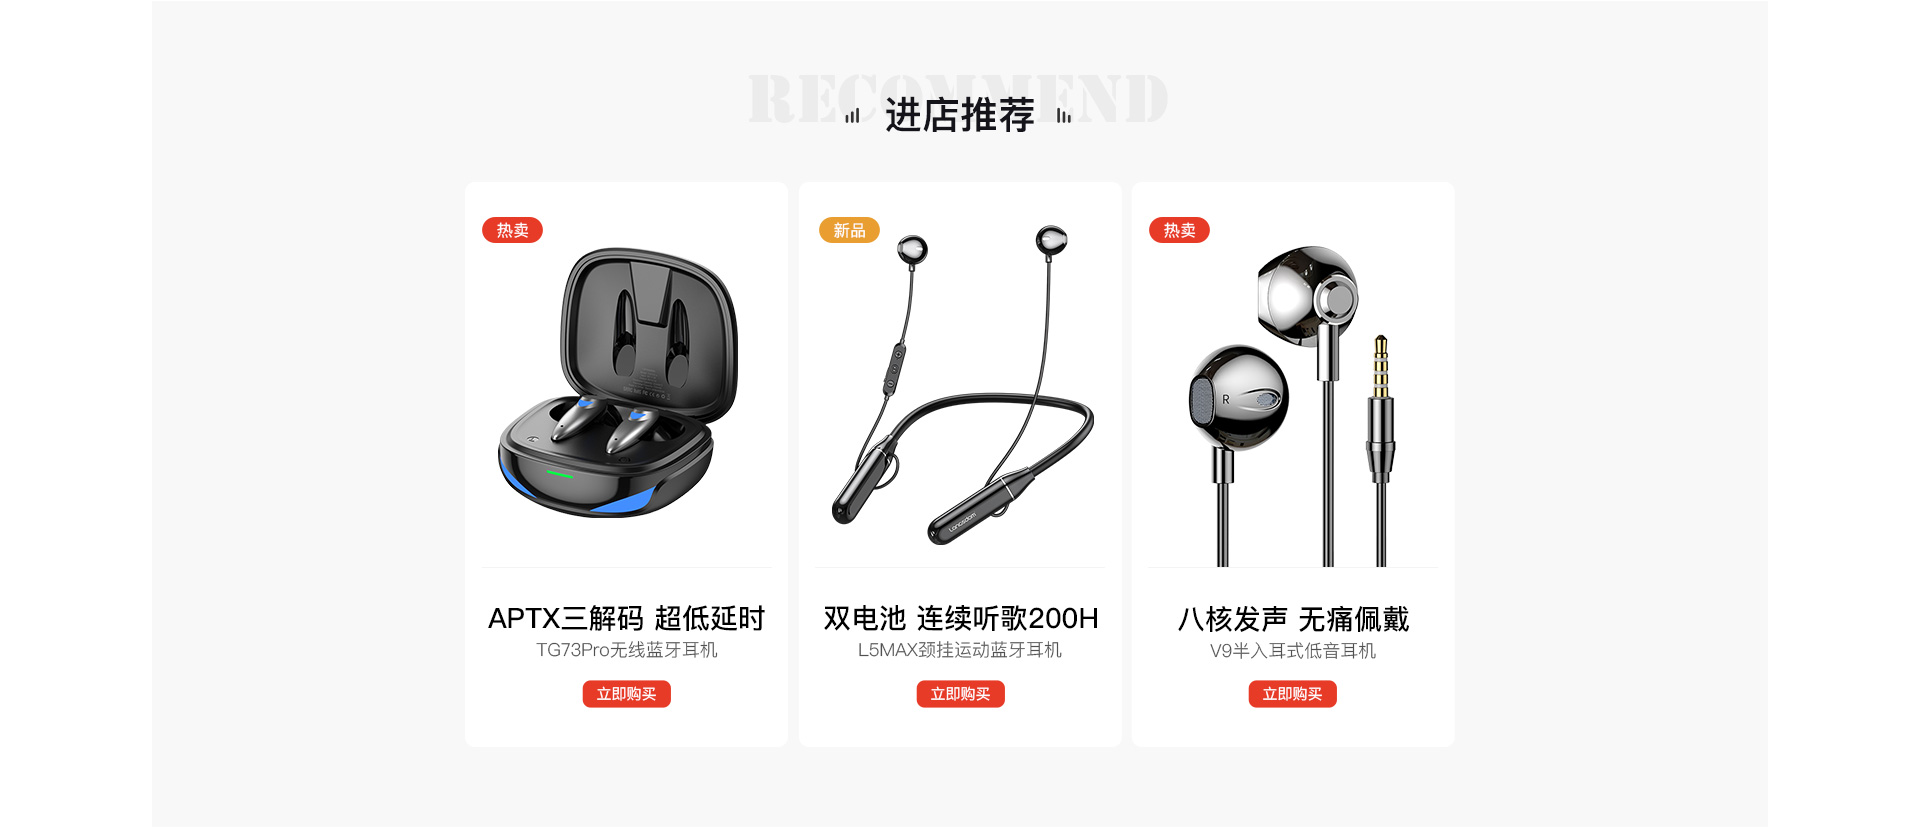 RECOMMEND
进店推荐
热卖
APTX三解码 超低延时
TG73Pro无线蓝牙耳机
立即购买
新品
Langsdom
双电池 连续听歌200H
L5MAX颈挂运动蓝牙耳机
立即购买
热卖
R
八核发声 无痛佩戴
V9半入耳式低音耳机
立即购买